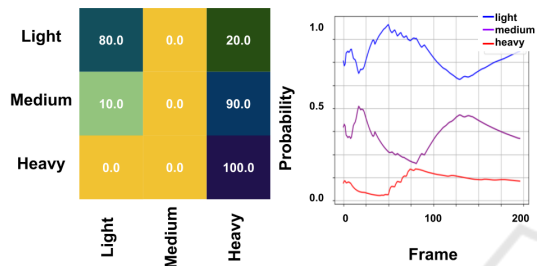 Light 80.0 0.0 20.0
Medium 10.0 0.0 90.0
Heavy 0.0 0.0 100.0
Light Medium Heavy
light
medium
heavy
1.0
0.5
0.0
Probability
0 100 200
Frame